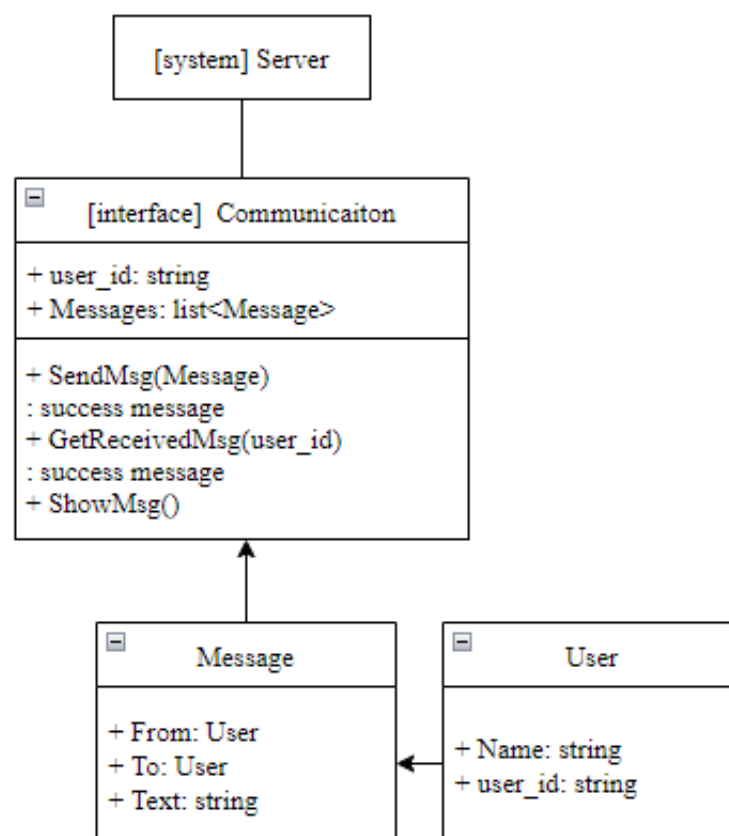 [system] Server
[interface] Communicaiton
+ user_id: string
+ Messages: list<Message>
+ SendMsg(Message)
: success message
+ GetReceivedMsg(user_id)
: success message
+ ShowMsg()
Message
+ From: User
+ To: User
+ Text: string
User
+ Name: string
+ user_id: string